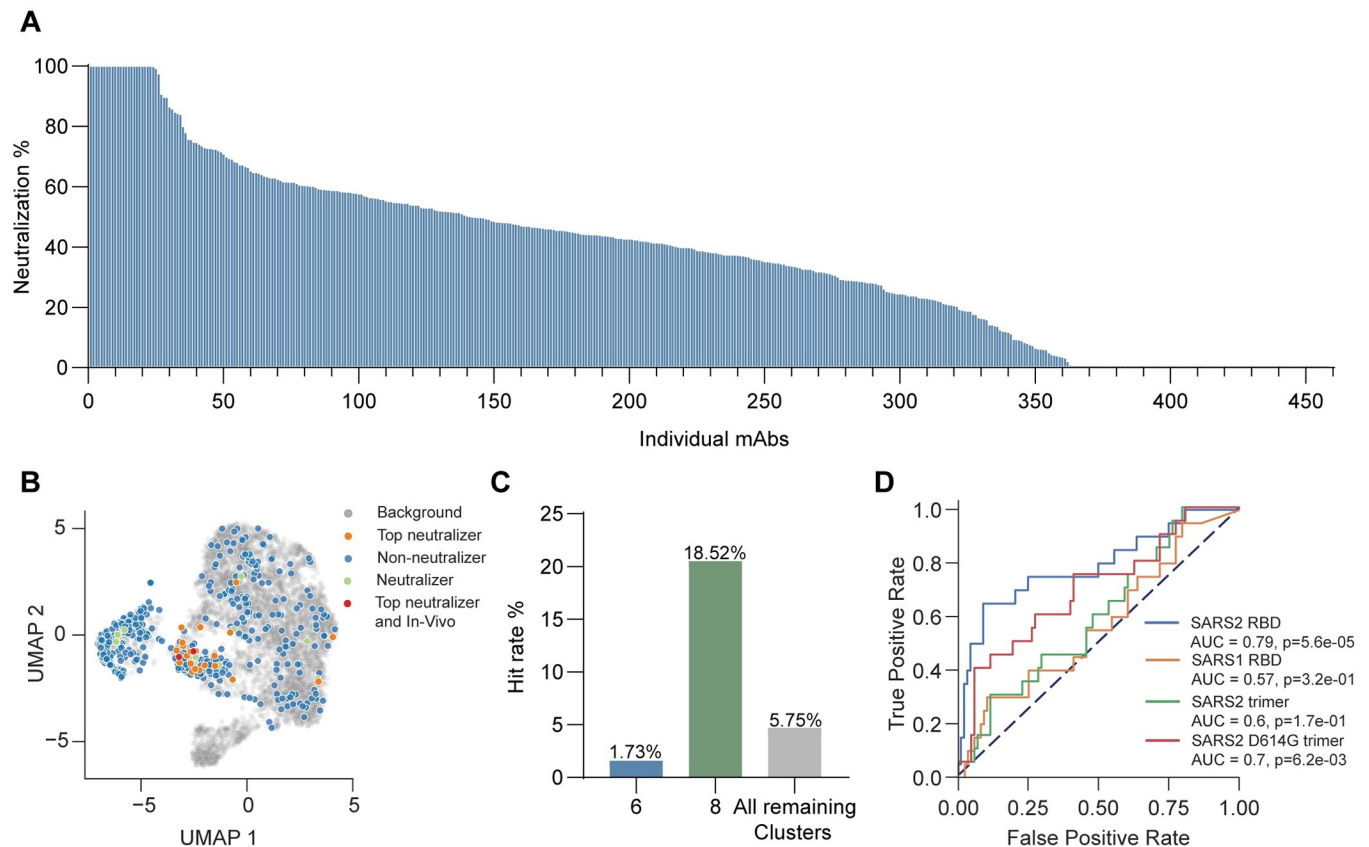 A
100
80
60
40
20
0
Neutralization %
0 50 100 150 200 250 300 350 400 450
Individual mAbs
B
5
0
−5
UMAP 2
−5 0 5
UMAP 1
Background
Top neutralizer
Non-neutralizer
Neutralizer
Top neutralizer
and In-Vivo
C
25
20
15
10
5
0
Hit rate %
1.73%
18.52%
5.75%
6 8 All remaining
Clusters
D
1.0
0.8
0.6
0.4
0.2
0.0
True Positive Rate
0.00 0.25 0.50 0.75 1.00
False Positive Rate
SARS2 RBD
AUC = 0.79, p=5.6e-05
SARS1 RBD
AUC = 0.57, p=3.2e-01
SARS2 trimer
AUC = 0.6, p=1.7e-01
SARS2 D614G trimer
AUC = 0.7, p=6.2e-03